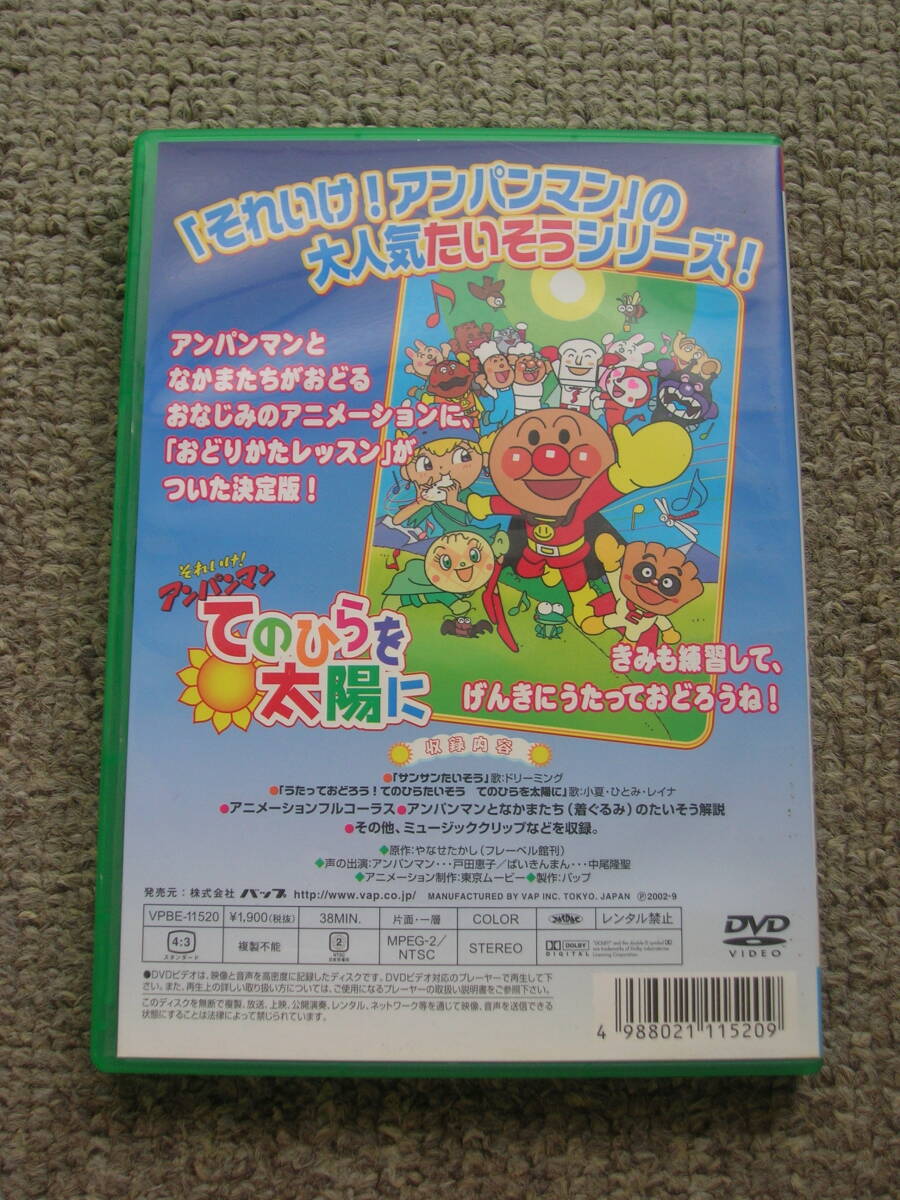 「それいけ！アンパンマン」の
大人気たいそうシリーズ！
アンパンマンと
なかまたちがおどる
おなじみのアニメーションに、
「おどりかたレッスン」が
ついた決定版！
それいけ！
アンパンマン
てのひらを
太陽に
きみも練習して、
げんきにうたっておどろうね！
収録内容
●「サンサンたいそう」歌:ドリーミング
●「うたっておどろう！てのひらたいそう　てのひらを太陽に」歌:小夏・ひとみ・レイナ
●アニメーションフルコーラス●アンパンマンとなかまたち（着ぐるみ）のたいそう解説
●その他、ミュージッククリップなどを収録。
◆原作:やなせたかし（フレーベル館刊）
◆声の出演:アンパンマン・・・戸田恵子／ばいきんまん・・・中尾隆聖
◆アニメーション制作:東京ムービー◆製作:バップ
発売元：株式会社 バップ http://www.vap.co.jp/ MANUFACTURED BY VAP INC. TOKYO. JAPAN Ⓟ2002・9
VPBE-11520 ¥1,900(税抜) 38MIN. 片面・一層 COLOR レンタル禁止
4:3 スタンダード 複製不能 2 NTSC 日本市場向 MPEG-2／NTSC STEREO DOLBY DIGITAL "DOLBY" and the double-D symbol are trademarks of Dolby Laboratories Licensing Corporation.
DVD
VIDEO
●DVDビデオは、映像と音声を高密度に記録したディスクです。DVDビデオ対応のプレーヤーで再生して下
さい。また、再生上の詳しい取り扱い方については、ご使用になるプレーヤーの取扱い説明書をご参照下さい。
このディスクを無断で複製、放送、上映、公開演奏、レンタル、ネットワーク等を通じて映像、音声を送信できる
状態にすることは法律によって禁じられています。
4 988021 115209